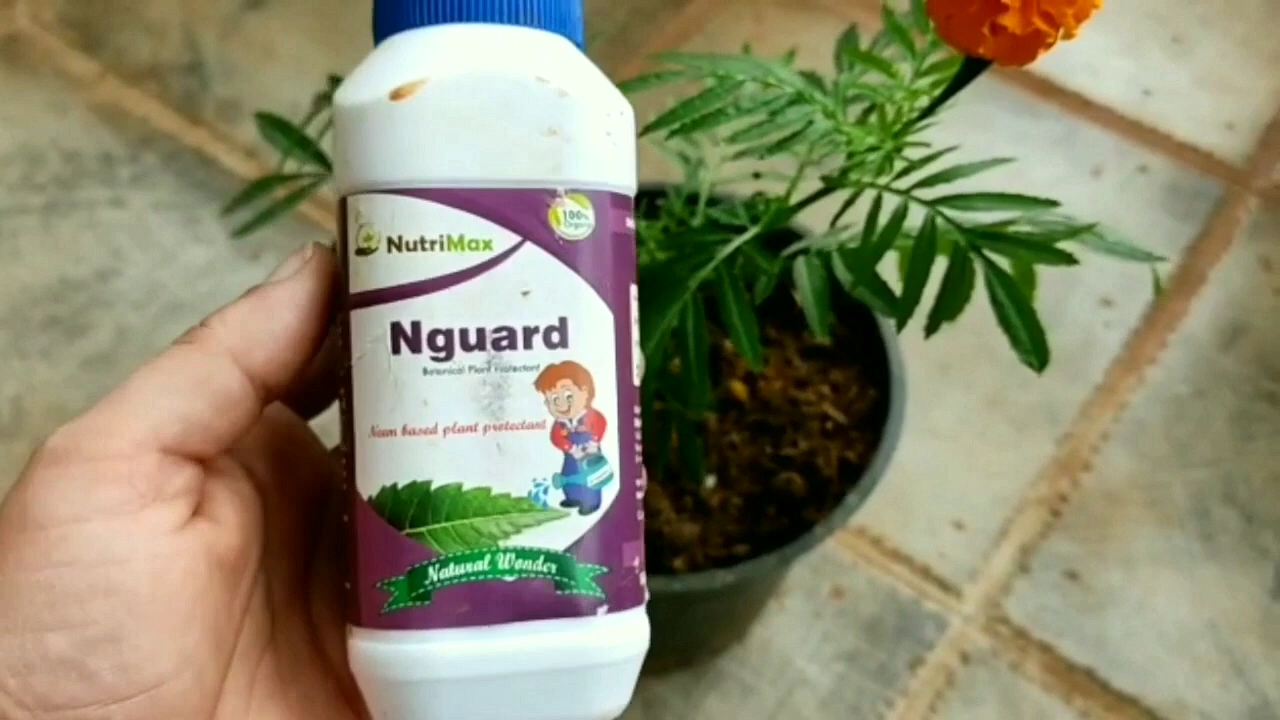 NutriMax
100%
Organic
Nguard
Botanical Plant Protectant
Neem based plant protectant
Natural Wonder